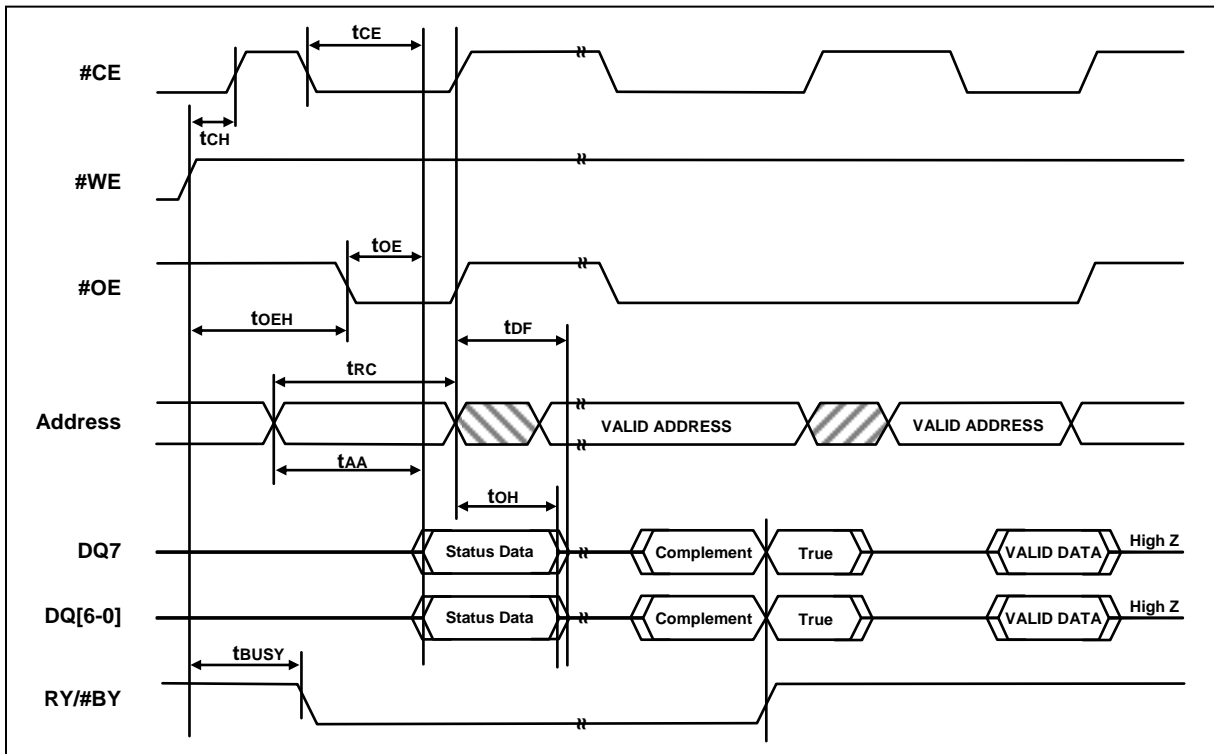 tCE
#CE
tCH
#WE
tOE
#OE
tOEH
tDF
tRC
Address
VALID ADDRESS
VALID ADDRESS
tAA
tOH
DQ7
Status Data
Complement
True
VALID DATA
High Z
DQ[6-0]
Status Data
Complement
True
VALID DATA
High Z
tBUSY
RY/#BY